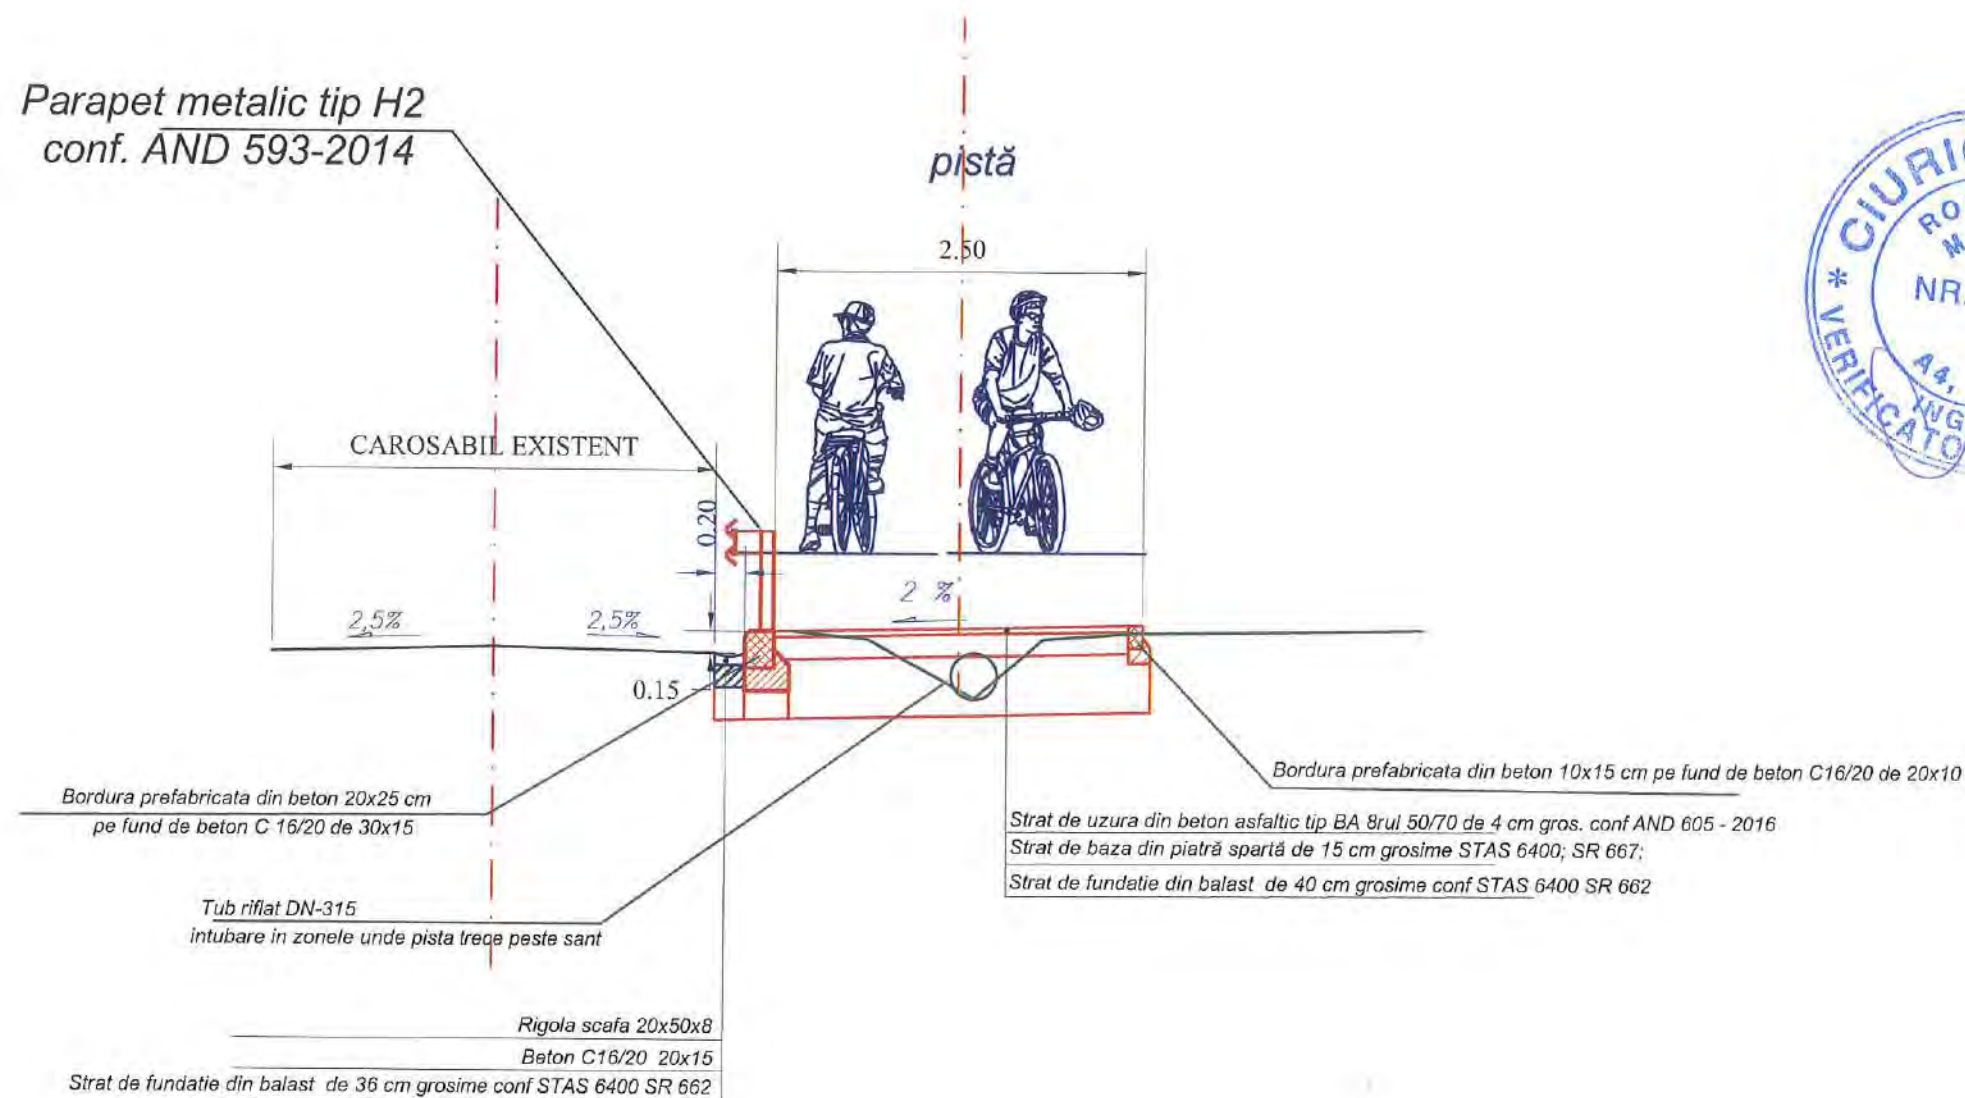 Parapet metalic tip H2
conf. AND 593-2014
pistă
2.50
CAROSABIL EXISTENT
0.20
2 %
2,5%
2,5%
0.15
Bordura prefabricata din beton 20x25 cm
pe fund de beton C 16/20 de 30x15
Bordura prefabricata din beton 10x15 cm pe fund de beton C16/20 de 20x10
Strat de uzura din beton asfaltic tip BA 8rul 50/70 de 4 cm gros. conf AND 605 - 2016
Strat de baza din piatră spartă de 15 cm grosime STAS 6400; SR 667;
Strat de fundatie din balast de 40 cm grosime conf STAS 6400 SR 662
Tub riflat DN-315
intubare in zonele unde pista trece peste sant
Rigola scafa 20x50x8
Beton C16/20 20x15
Strat de fundatie din balast de 36 cm grosime conf STAS 6400 SR 662
* VERIFICATO
A4,